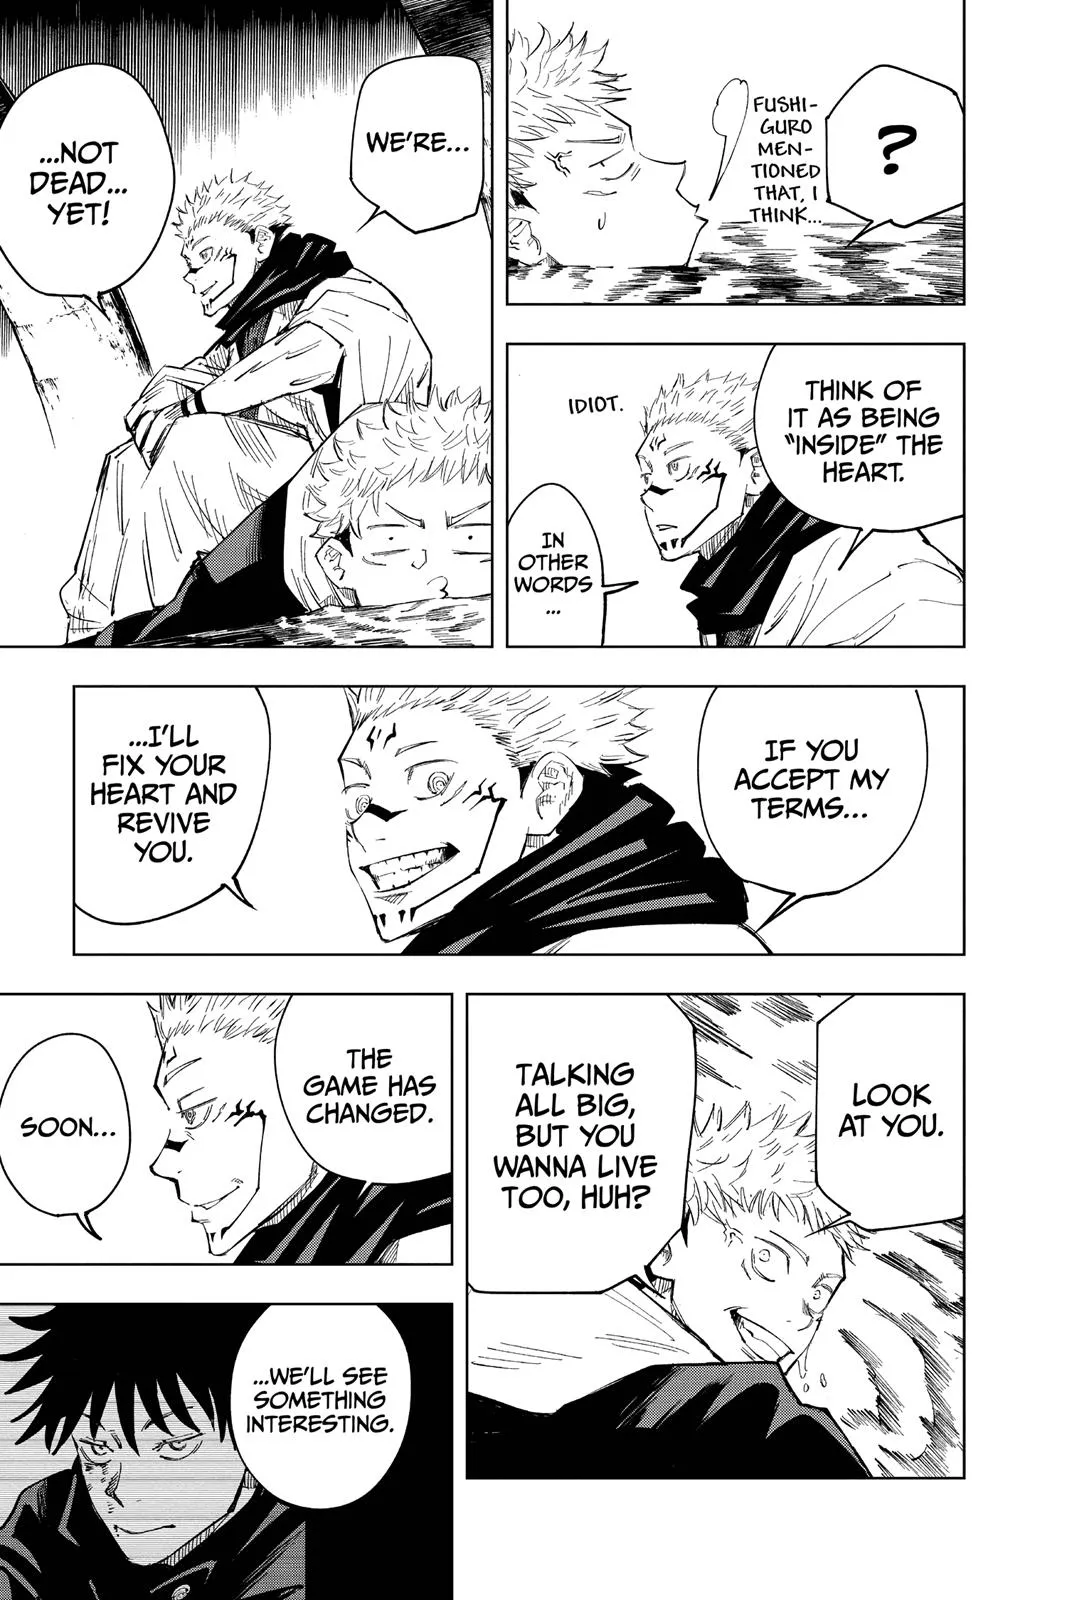 ?
FUSHI-
GURO
MEN-
TIONED
THAT, I
THINK...
THINK OF
IT AS BEING
"INSIDE" THE
HEART.
IDIOT.
IN
OTHER
WORDS
...
WE'RE...
...NOT
DEAD...
YET!
IF YOU
ACCEPT MY
TERMS...
...I'LL
FIX YOUR
HEART AND
REVIVE
YOU.
LOOK
AT YOU.
TALKING
ALL BIG,
BUT YOU
WANNA LIVE
TOO, HUH?
THE
GAME HAS
CHANGED.
SOON...
...WE'LL SEE
SOMETHING
INTERESTING.